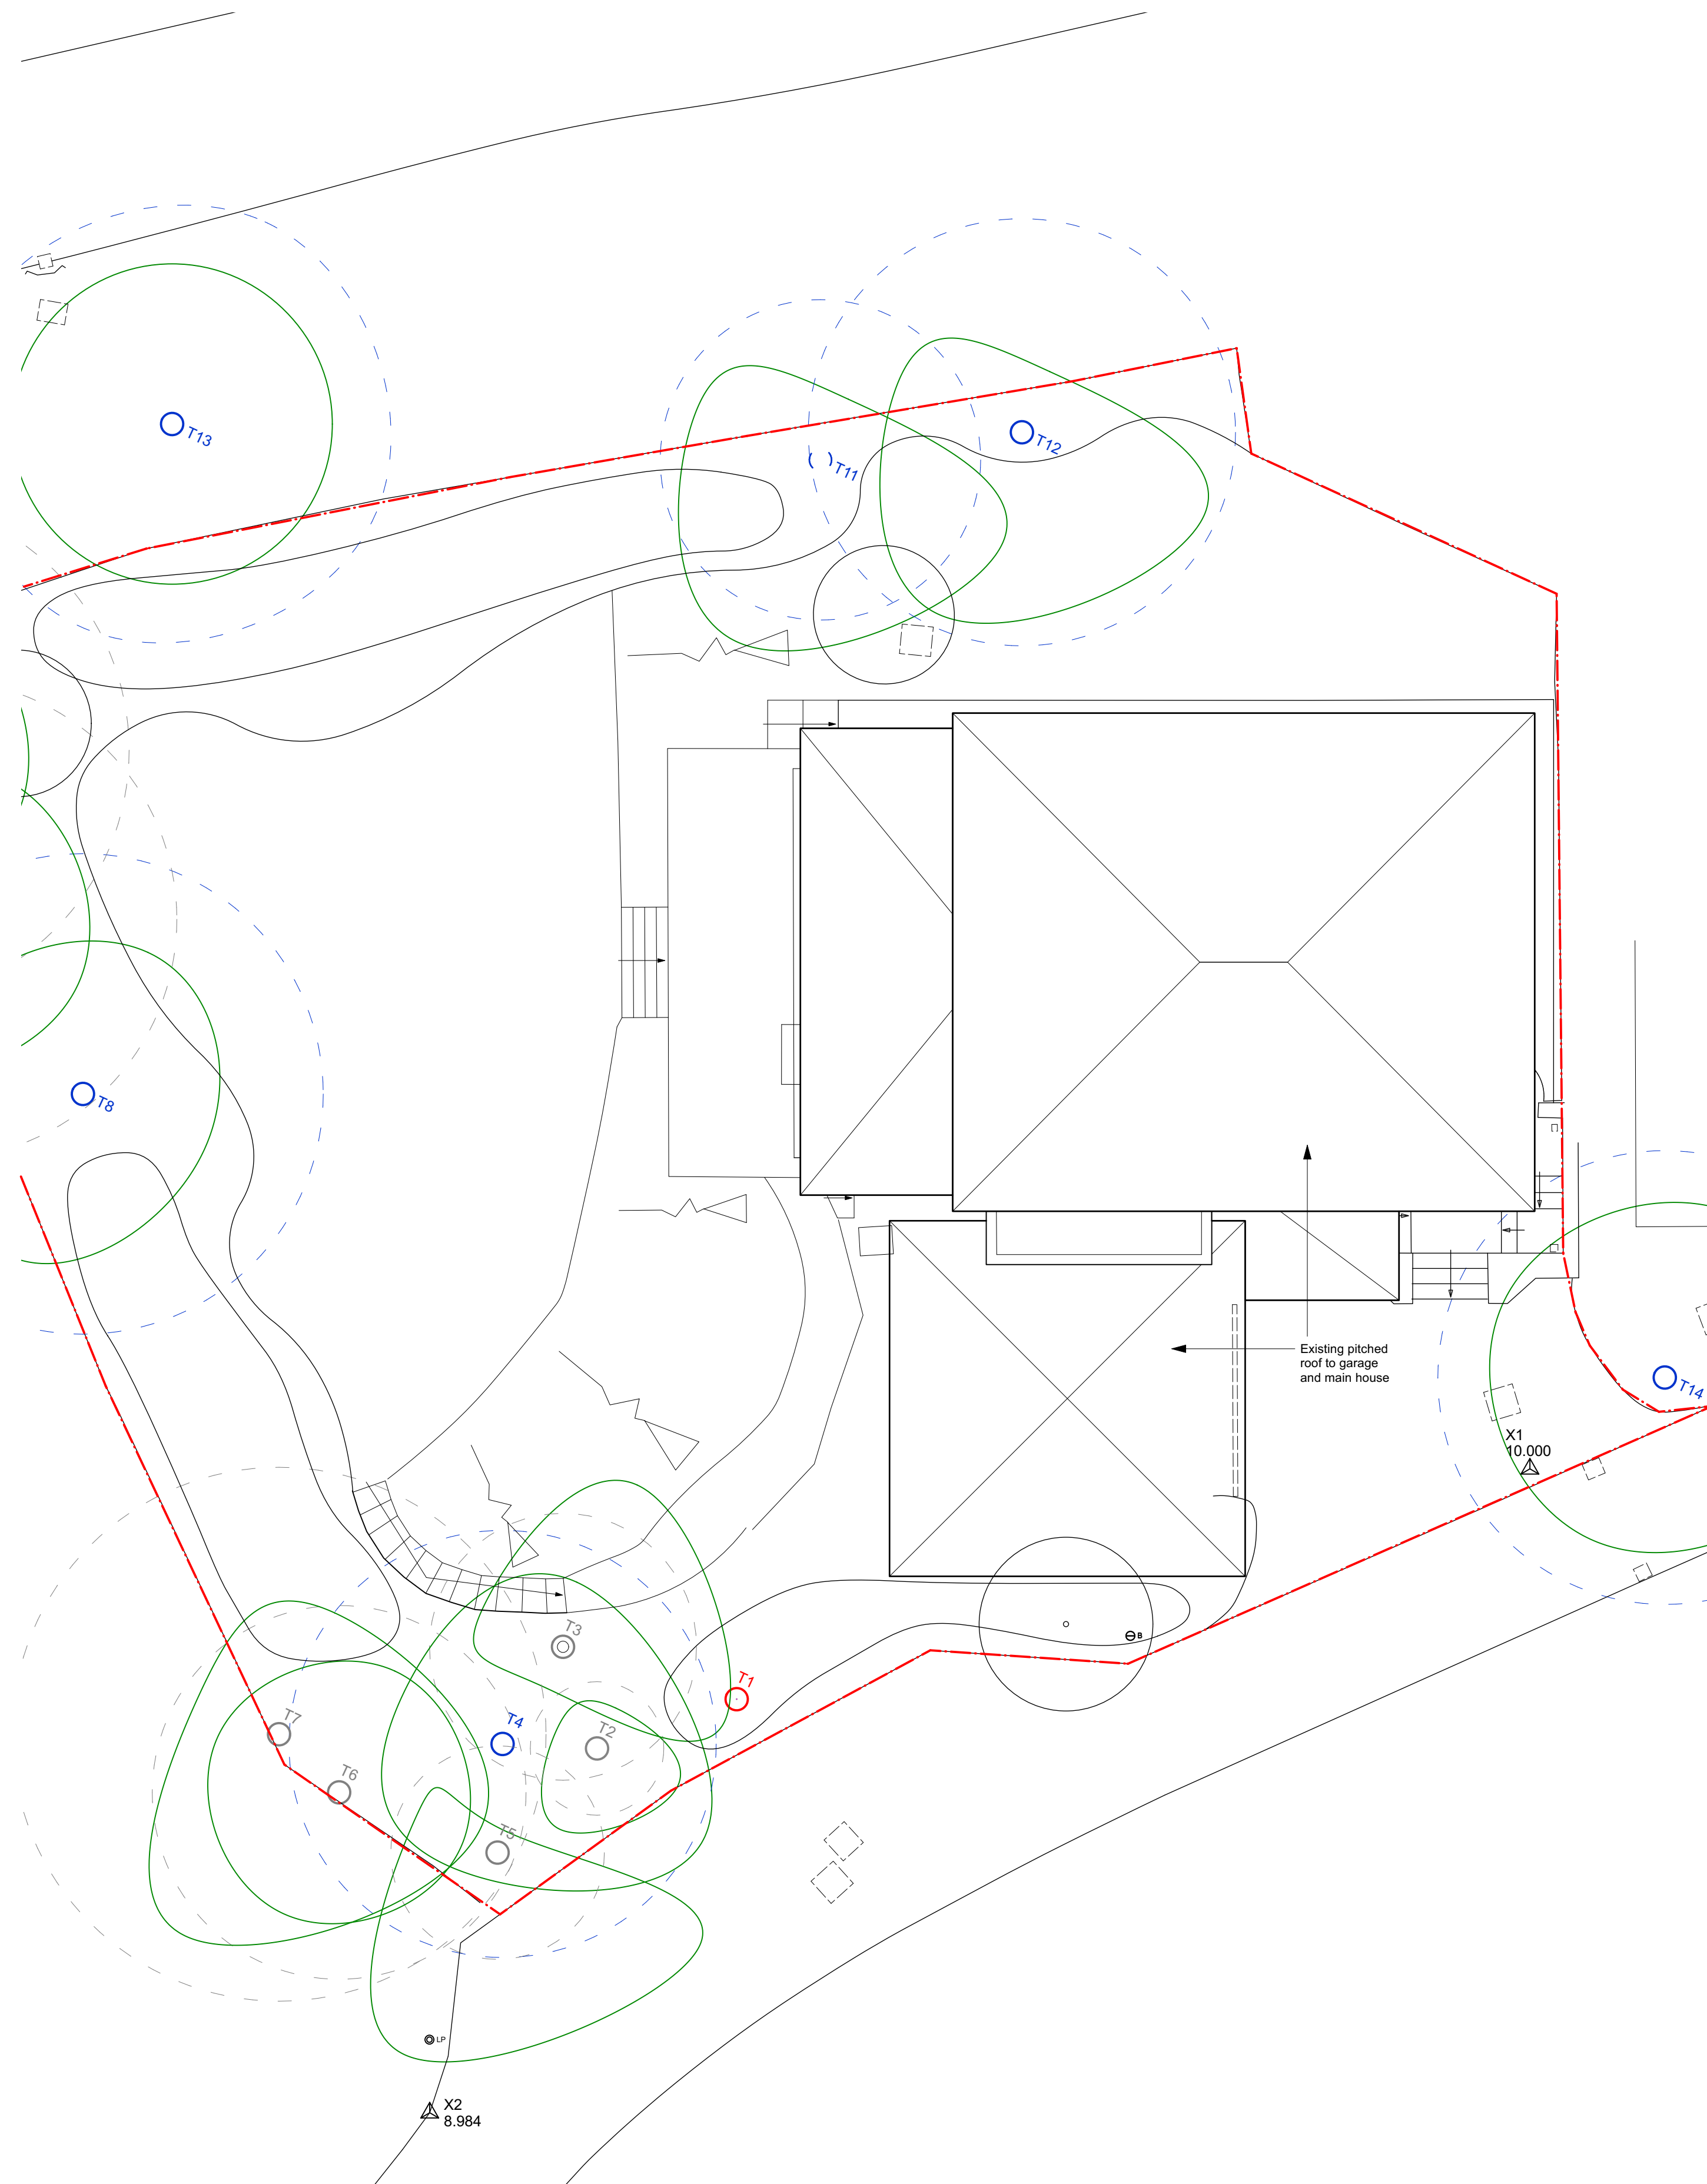 T13
T12
T11
T8
Existing pitched
roof to garage
and main house
T14
X1
10.000
T3
B
T1
T7
T4
T2
T6
T5
LP
X2
8.984